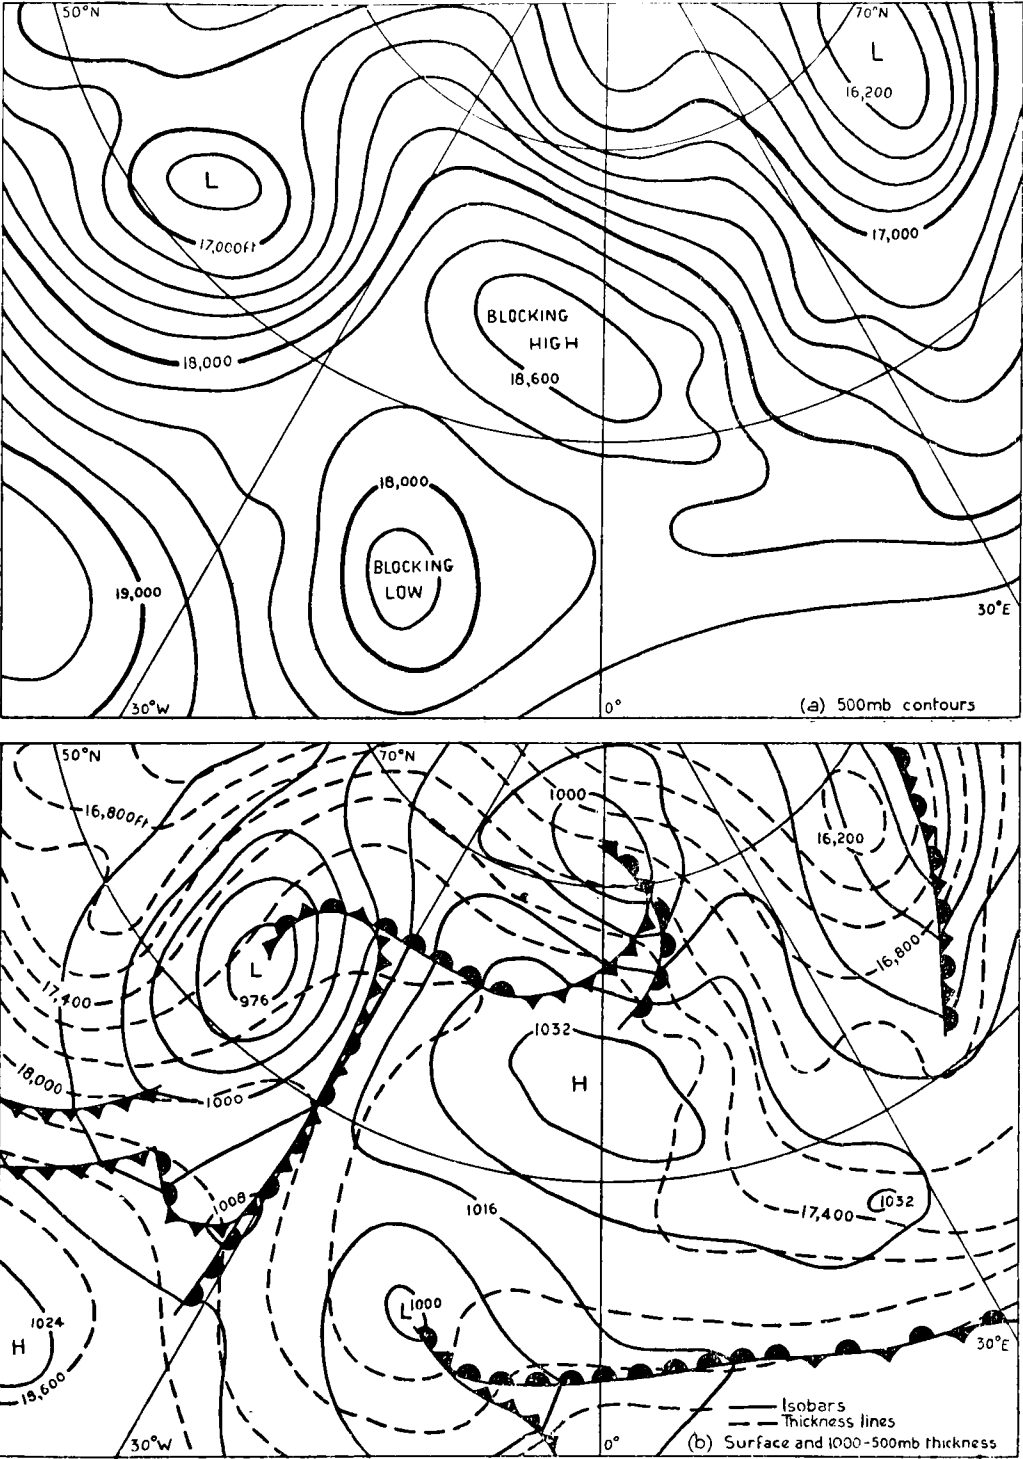 50°N
70°N
L
16,200
L
17,000ft
17,000
BLOCKING
HIGH
18,600
18,000
18,000
BLOCKING
LOW
19,000
30°E
30°W
0°
(a) 500mb contours
50°N
70°N
1000
16,800ft
16,200
L
976
16,800
17,400
1032
H
18,000
1000
1008
1016
17,400
1032
L
1000
1024
H
18,600
30°E
Isobars
Thickness lines
30°W
0°
(b) Surface and 1000-500mb thickness